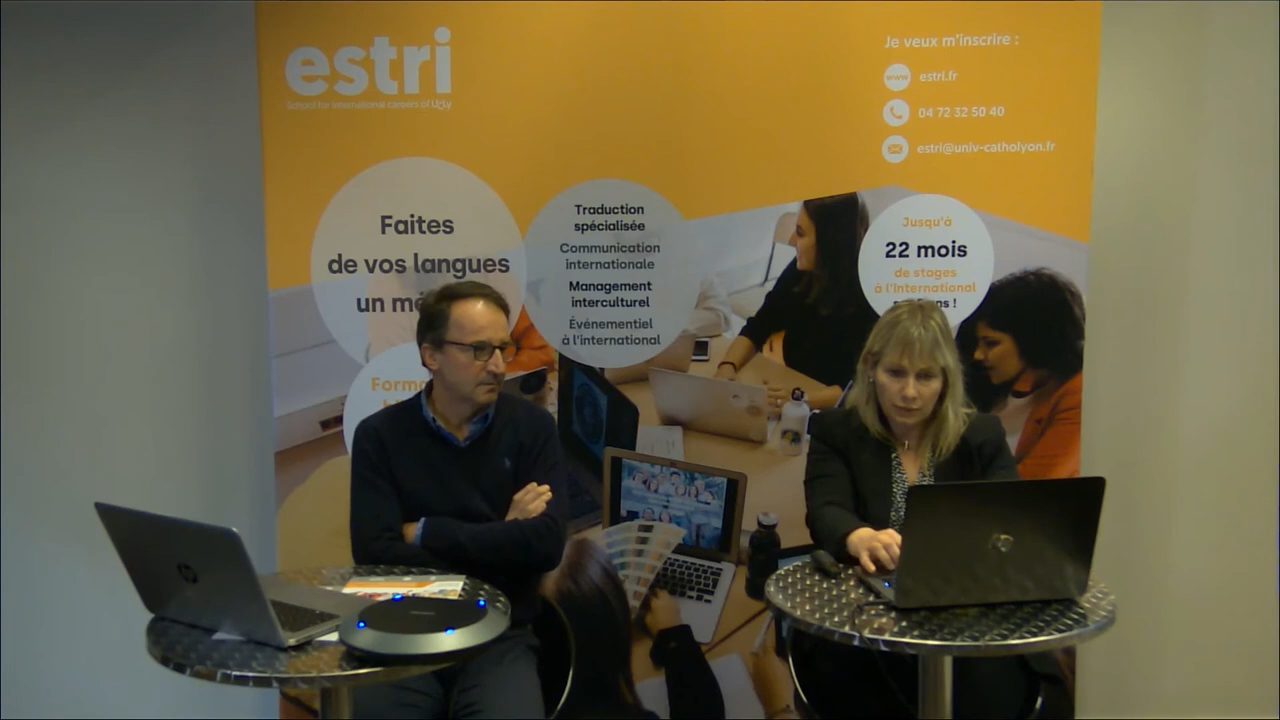 estri
School for international careers of Ucly
Je veux m'inscrire :
www
estri.fr
04 72 32 50 40
estri@univ-catholyon.fr
Faites
de vos langues
un
Traduction
spécialisée
Communication
internationale
Management
interculturel
Événementiel
à l'international
Jusqu'à
22 mois
de stages
à l'international
hp